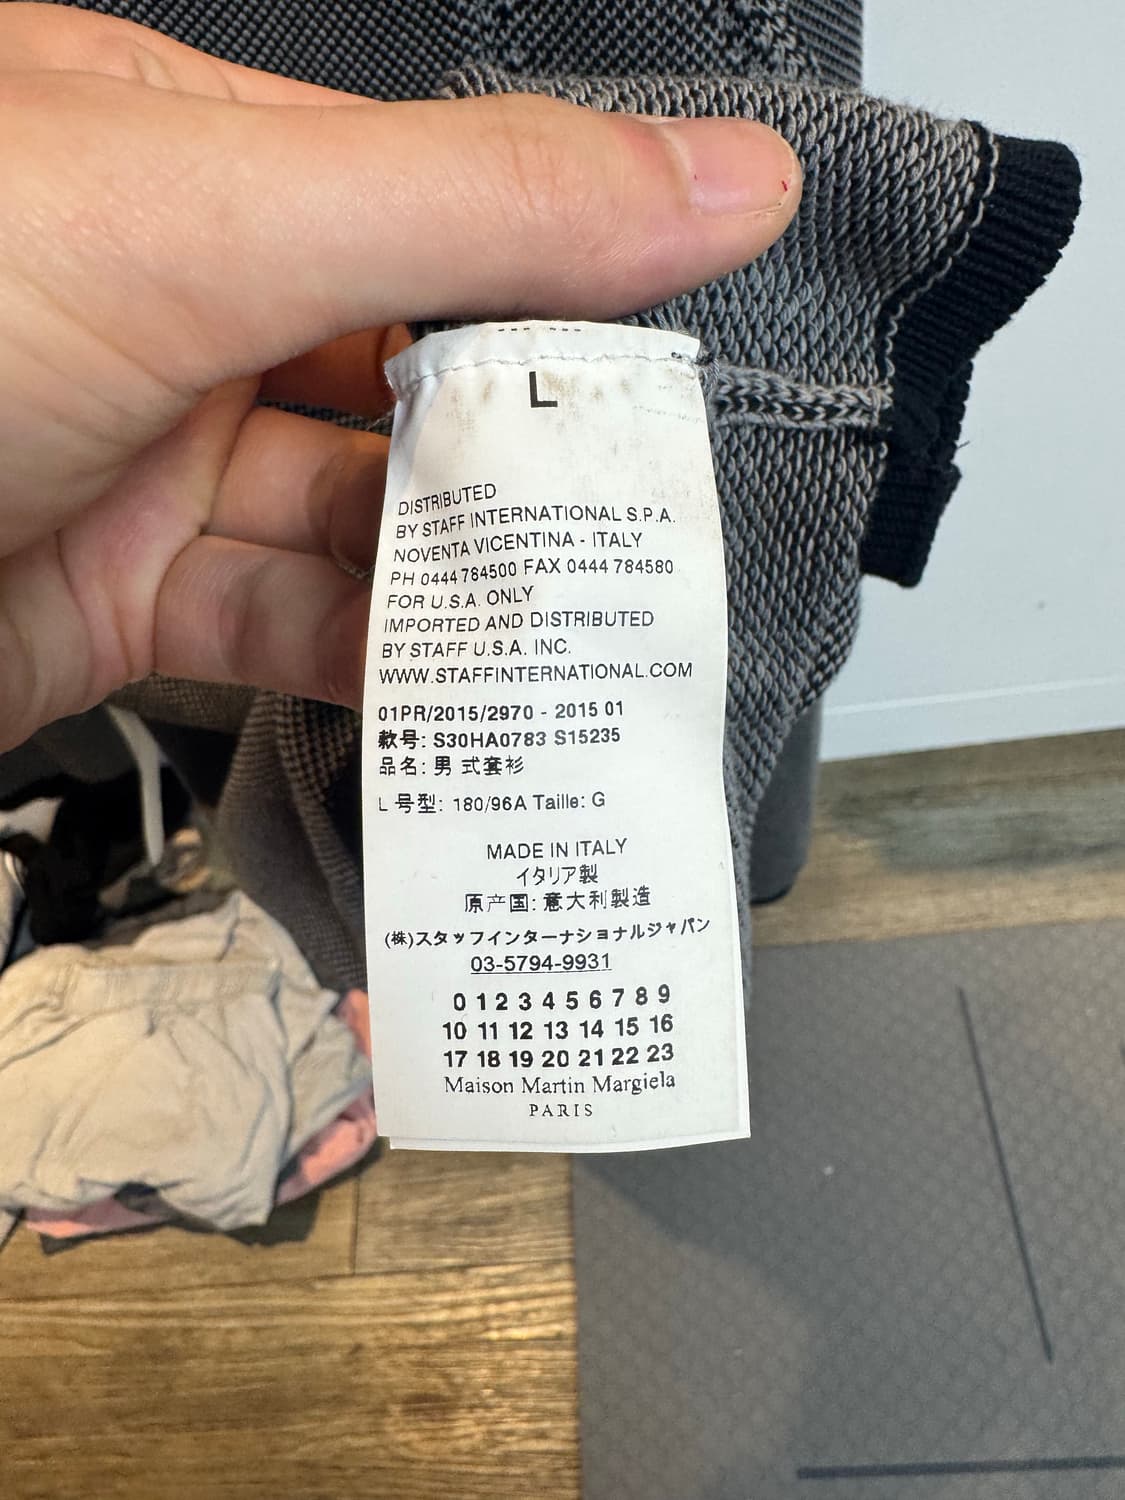 L
DISTRIBUTED
BY STAFF INTERNATIONAL S.P.A.
NOVENTA VICENTINA - ITALY
PH 0444 784500 FAX 0444 784580
FOR U.S.A. ONLY
IMPORTED AND DISTRIBUTED
BY STAFF U.S.A. INC.
WWW.STAFFINTERNATIONAL.COM
01PR/2015/2970 - 2015 01
款号: S30HA0783 S15235
品名: 男 式套衫
L 号型: 180/96A Taille: G
MADE IN ITALY
イタリア製
原产国: 意大利製造
(株)スタッフインターナショナルジャパン
03-5794-9931
0 1 2 3 4 5 6 7 8 9
10 11 12 13 14 15 16
17 18 19 20 21 22 23
Maison Martin Margiela
PARIS